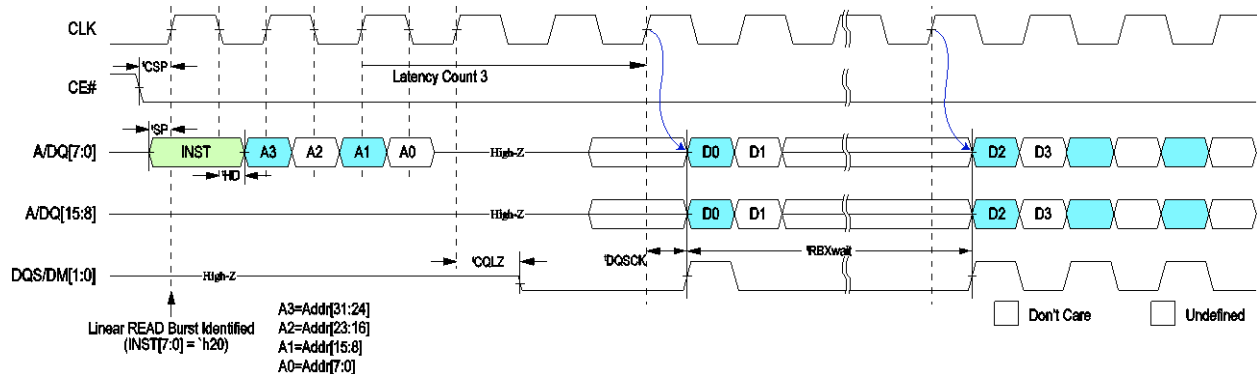 CLK
Latency Count 3
tCSP
CE#
tSP
A/DQ[7:0]
INST
A3
A2
A1
A0
High-Z
D0
D1
D2
D3
tHD
A/DQ[15:8]
High-Z
D0
D1
D2
D3
DQS/DM[1:0]
High-Z
tCQLZ
tDQSCK
tRBXwait
Linear READ Burst Identified
(INST[7:0] = `h20)
A3=Addr[31:24]
A2=Addr[23:16]
A1=Addr[15:8]
A0=Addr[7:0]
Don't Care
Undefined